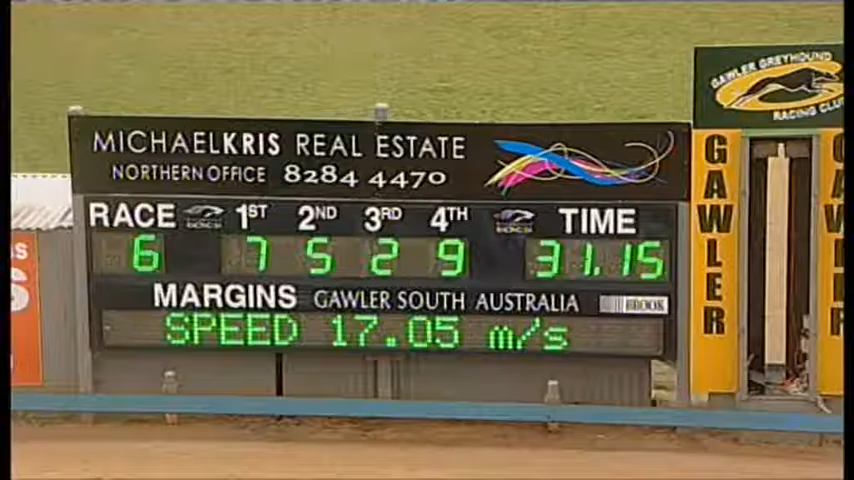 GAWLER GREYHOUND
RACING CLUB
MICHAELKRIS REAL ESTATE
NORTHERN OFFICE 8284 4470
RACE 1ST 2ND 3RD 4TH TIME
6 7 5 2 9 31.15
MARGINS GAWLER SOUTH AUSTRALIA BROOK
SPEED 17.05 m/s
GAWLER